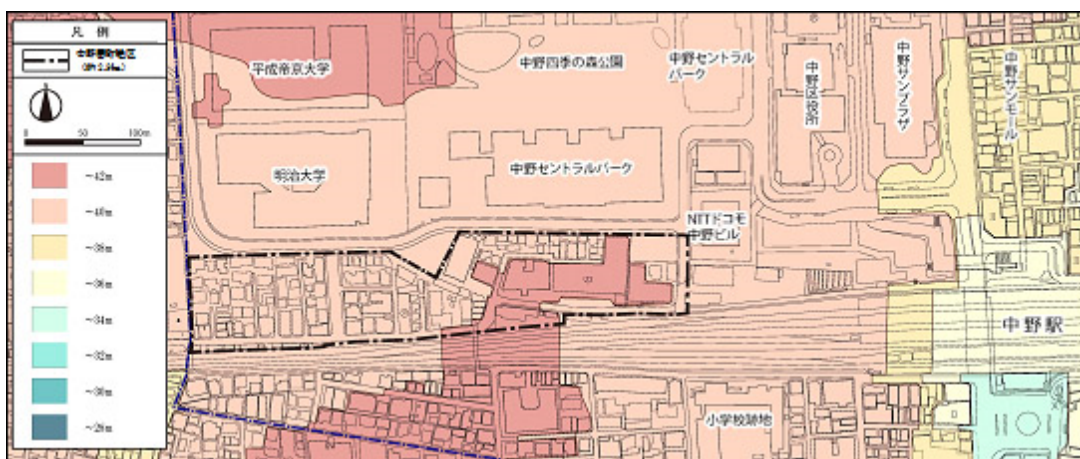 凡 例
中野囲町地区
0 50 100m
~42m
~40m
~38m
~36m
~34m
~32m
~30m
~28m
平成帝京大学
中野四季の森公園
中野セントラル
パーク
中野区役所
中野サンプラザ
中野サンモール
明治大学
中野セントラルパーク
NTTドコモ
中野ビル
中野駅
小学校跡地